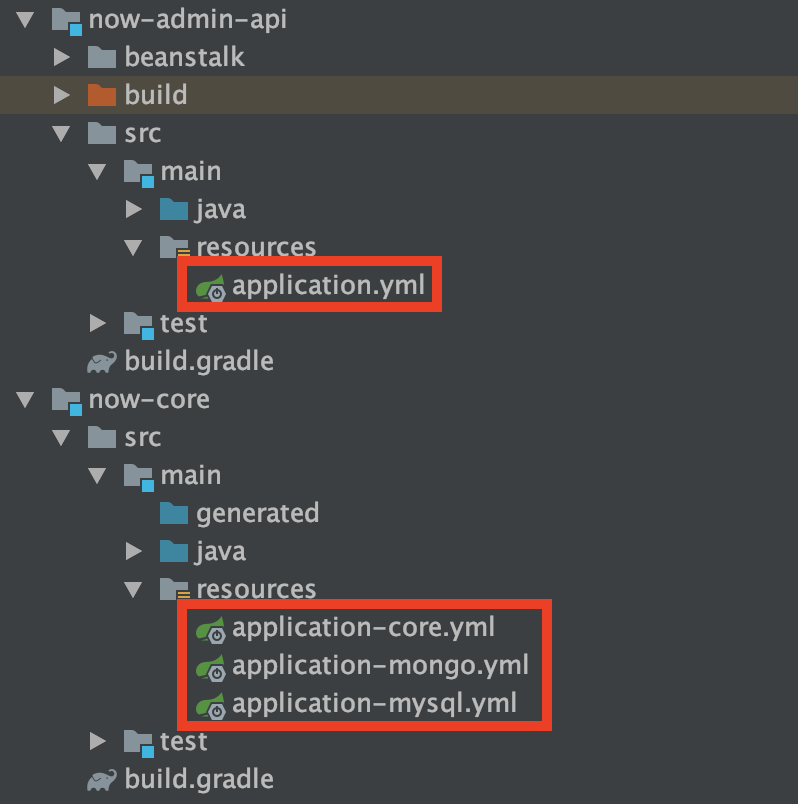 now-admin-api
beanstalk
build
src
main
java
resources
application.yml
test
build.gradle
now-core
src
main
generated
java
resources
application-core.yml
application-mongo.yml
application-mysql.yml
test
build.gradle